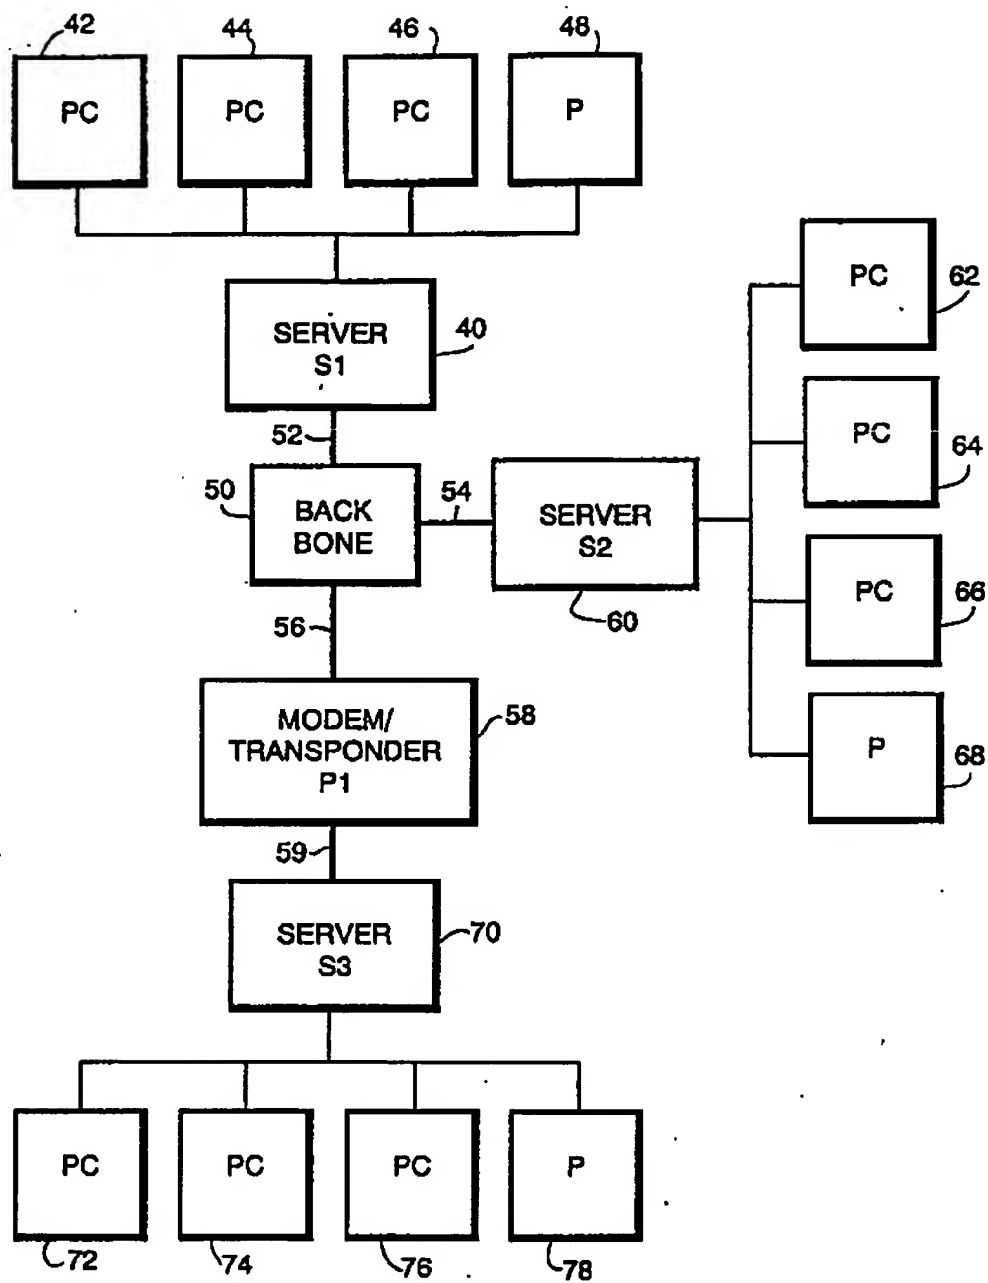 42
44
46
48
PC
PC
PC
P
PC
62
SERVER
S1
40
52
PC
64
50
BACK
BONE
54
SERVER
S2
60
PC
66
56
MODEM/
TRANSPONDER
P1
58
P
68
59
SERVER
S3
70
PC
PC
PC
P
72
74
76
78